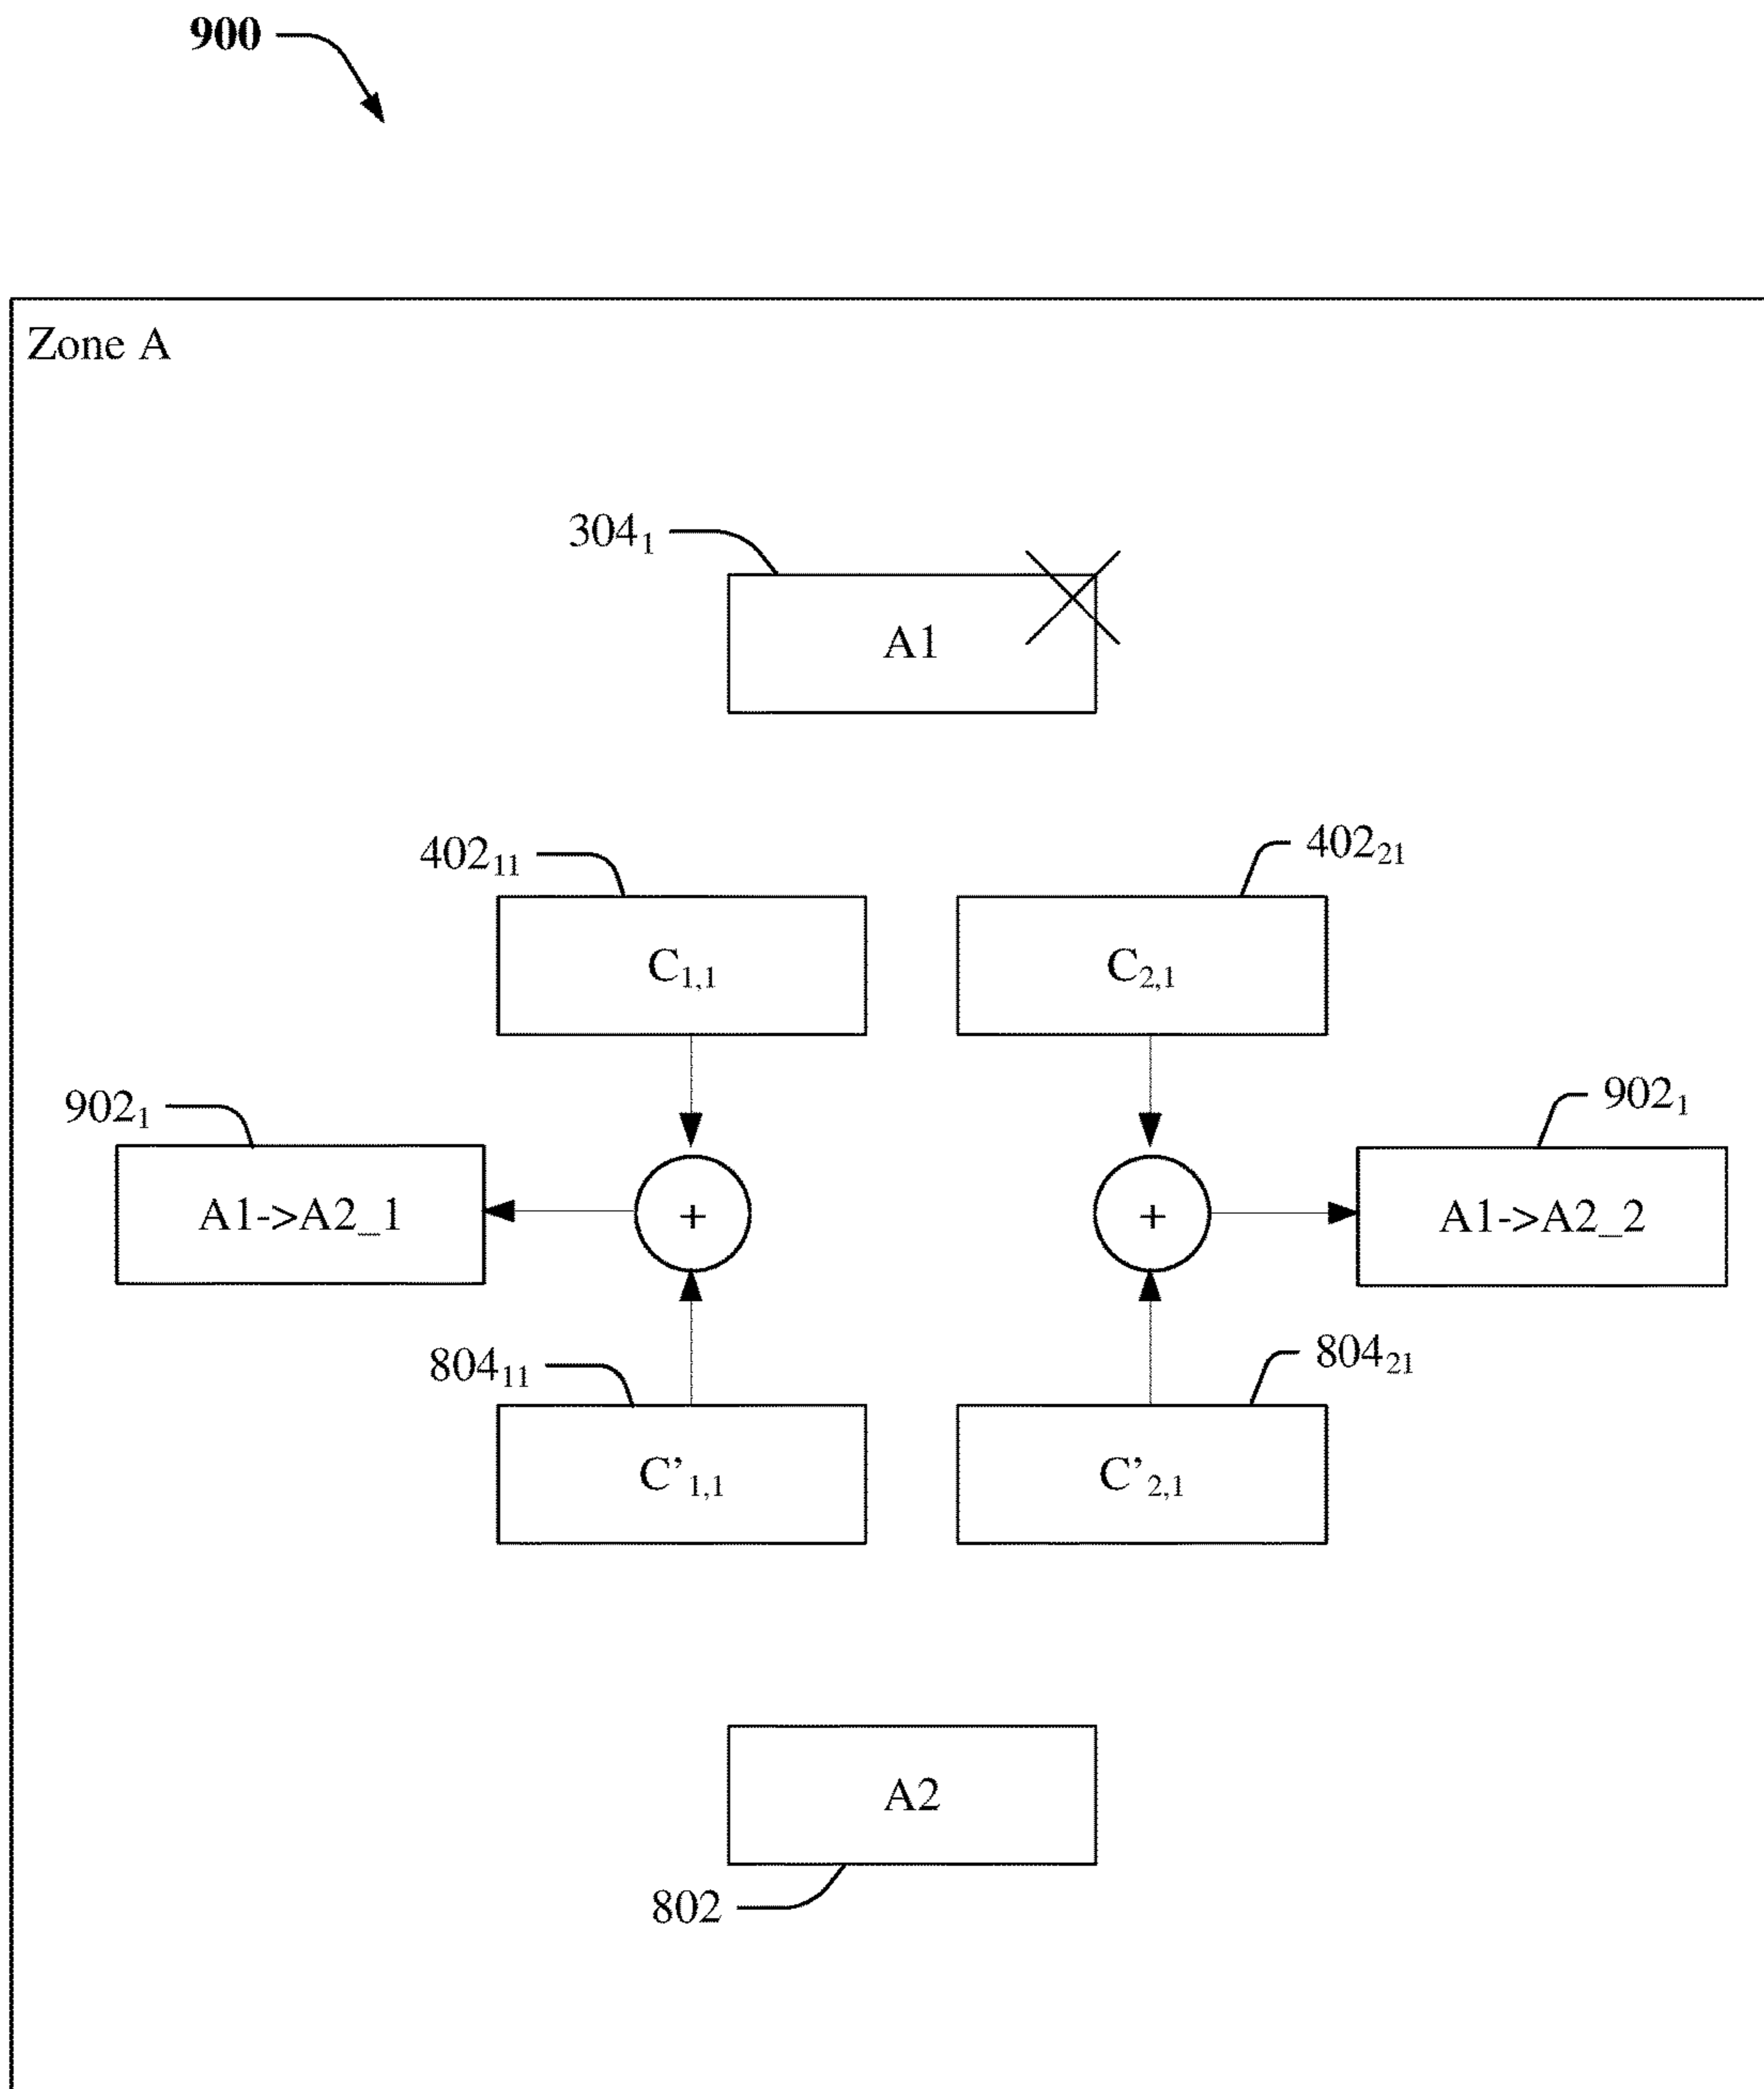 900
Zone A
304₁
A1
402₁₁
402₂₁
C₁,₁
C₂,₁
902₁
902₁
A1->A2_1
+
+
A1->A2_2
804₁₁
804₂₁
C’₁,₁
C’₂,₁
A2
802